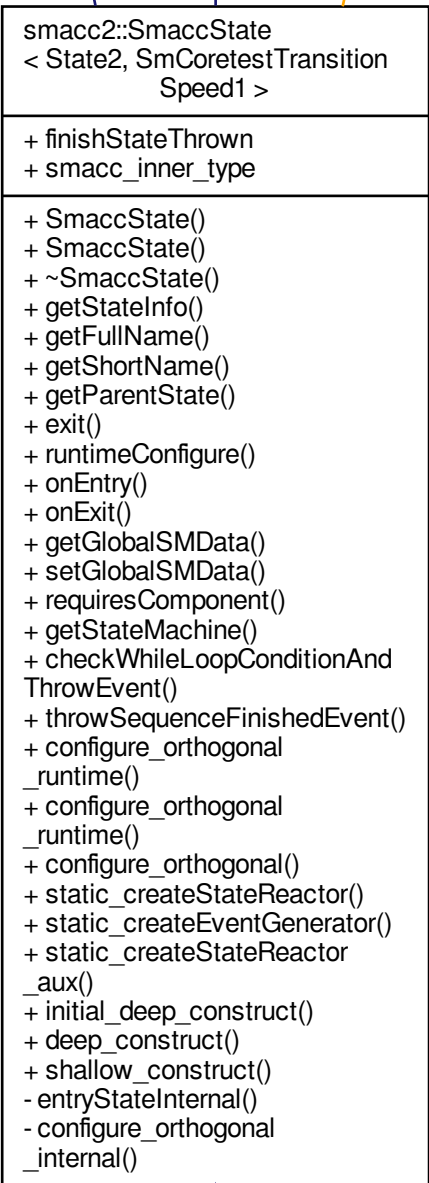 smacc2::SmaccState
< State2, SmCoretestTransition
Speed1 >
+ finishStateThrown
+ smacc_inner_type
+ SmaccState()
+ SmaccState()
+ ~SmaccState()
+ getStateInfo()
+ getFullName()
+ getShortName()
+ getParentState()
+ exit()
+ runtimeConfigure()
+ onEntry()
+ onExit()
+ getGlobalSMData()
+ setGlobalSMData()
+ requiresComponent()
+ getStateMachine()
+ checkWhileLoopConditionAnd
ThrowEvent()
+ throwSequenceFinishedEvent()
+ configure_orthogonal
_runtime()
+ configure_orthogonal
_runtime()
+ configure_orthogonal()
+ static_createStateReactor()
+ static_createEventGenerator()
+ static_createStateReactor
_aux()
+ initial_deep_construct()
+ deep_construct()
+ shallow_construct()
- entryStateInternal()
- configure_orthogonal
_internal()